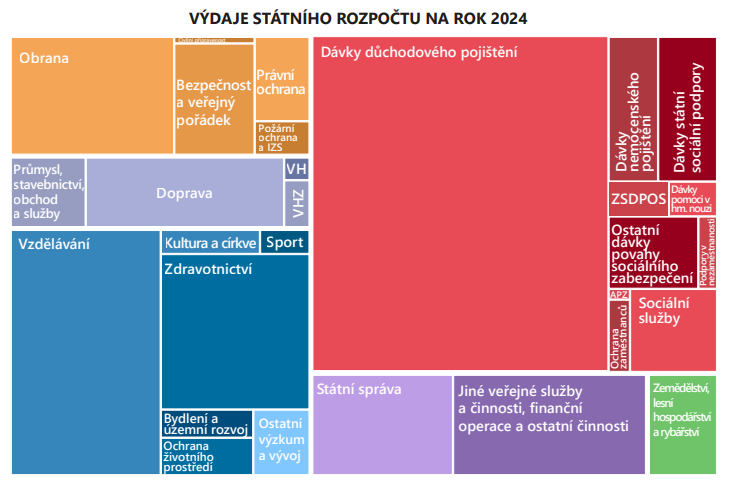 VÝDAJE STÁTNÍHO ROZPOČTU NA ROK 2024
Obrana
Bezpečnost
a veřejný
pořádek
Právní
ochrana
Požární
ochrana
a IZS
Průmysl,
stavebnictví,
obchod
a služby
Doprava
VH
VHZ
Vzdělávání
Kultura a církve
Sport
Zdravotnictví
Bydlení a
územní rozvoj
Ochrana
životního
prostředí
Ostatní
výzkum
a vývoj
Dávky důchodového pojištění
Dávky
nemocenského
pojištění
Dávky státní
sociální podpory
ZSDPOS
Dávky
pomoci v
hm. nouzi
Ostatní
dávky
povahy
sociálního
zabezpečení
Podpory v
nezaměstnanosti
APZ
Ochrana
zaměstnanců
Sociální
služby
Státní správa
Jiné veřejné služby
a činnosti, finanční
operace a ostatní činnosti
Zemědělství,
lesní
hospodářství
a rybářství